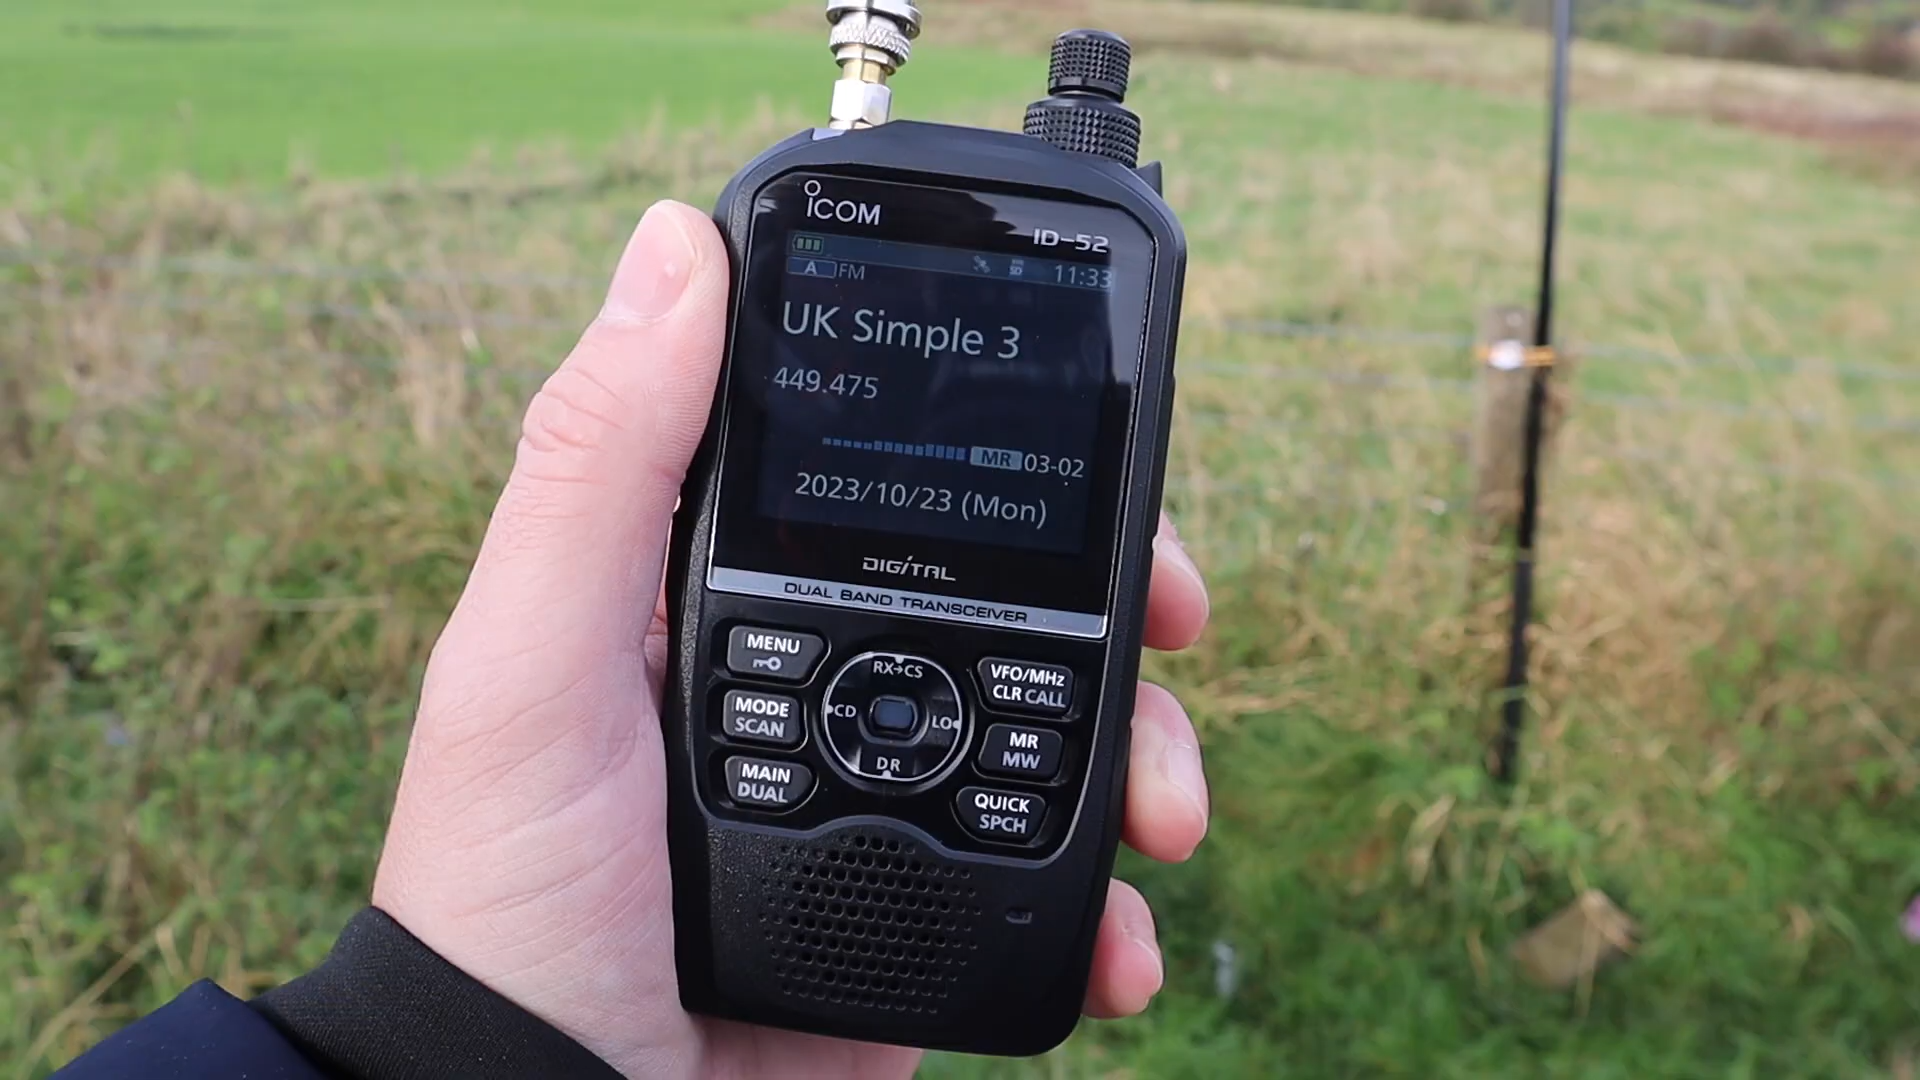 ICOM
ID-52
A FM
SD
11:33
UK Simple 3
449.475
MR 03-02
2023/10/23 (Mon)
DIGITAL
DUAL BAND TRANSCEIVER
MENU
RX→CS
VFO/MHz
CLR CALL
MODE
SCAN
CD
LO
MR
MW
MAIN
DUAL
DR
QUICK
SPCH